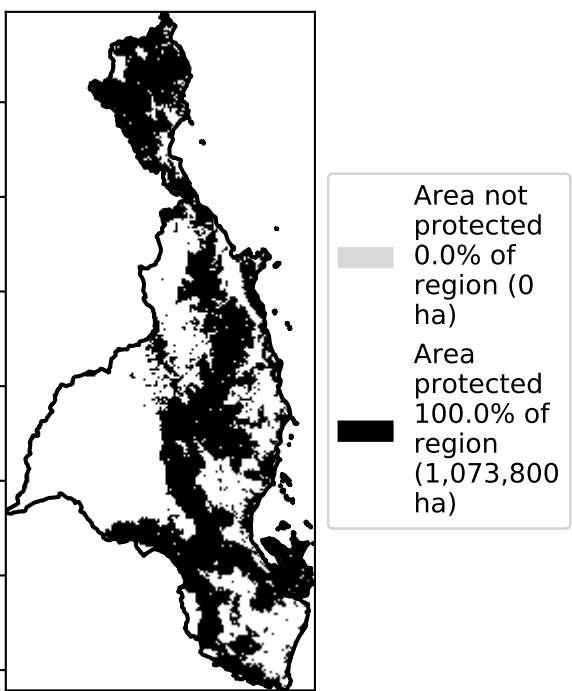 Area not
protected
0.0% of
region (0
ha)
Area
protected
100.0% of
region
(1,073,800
ha)